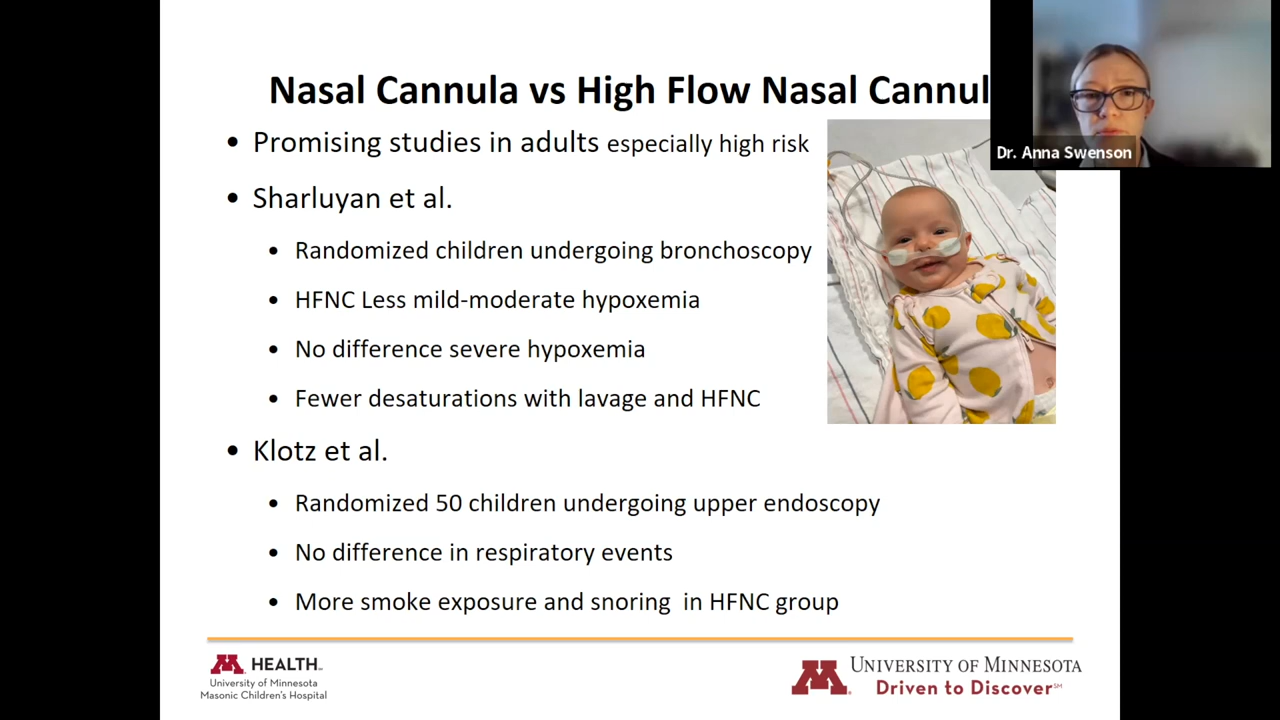 Nasal Cannula vs High Flow Nasal Cannul
Promising studies in adults especially high risk
Dr. Anna Swenson
Sharluyan et al.
Randomized children undergoing bronchoscopy
HFNC Less mild-moderate hypoxemia
No difference severe hypoxemia
Fewer desaturations with lavage and HFNC
Klotz et al.
Randomized 50 children undergoing upper endoscopy
No difference in respiratory events
More smoke exposure and snoring in HFNC group
M HEALTH
University of Minnesota
Masonic Children's Hospital
M UNIVERSITY OF MINNESOTA
Driven to Discover℠